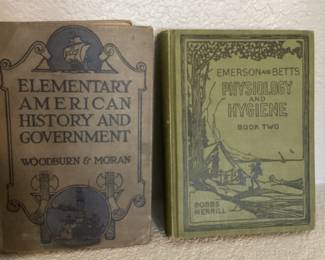 ELEMENTARY
AMERICAN
HISTORY AND
GOVERNMENT
WOODBURN & MORAN
EMERSON AND BETTS
PHYSIOLOGY
AND
HYGIENE
BOOK TWO
BOBBS
MERRILL